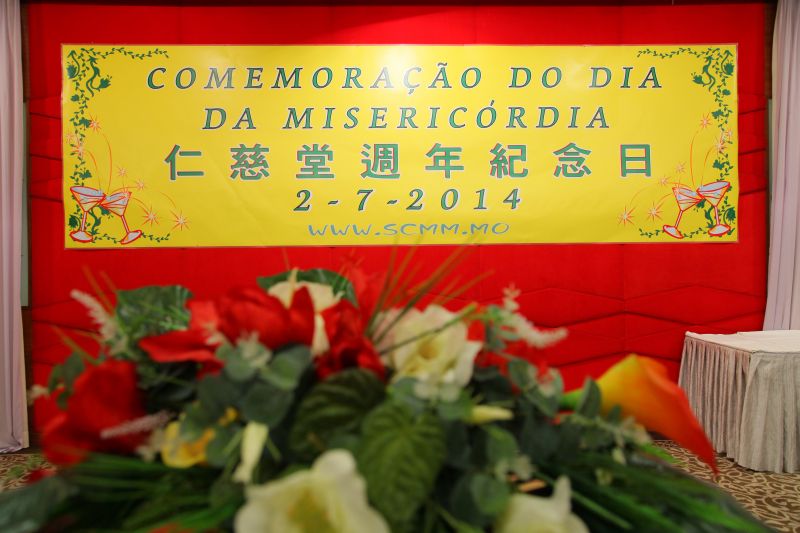 COMEMORAÇÃO DO DIA
DA MISERICÓRDIA
仁慈堂週年紀念日
2-7-2014
WWW.SCMM.MO